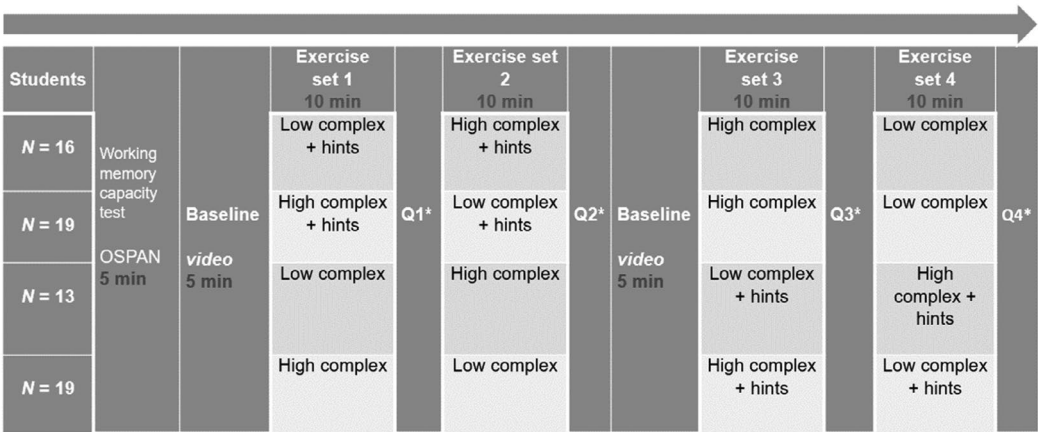 Students
Exercise
set 1
10 min
Exercise set
2
10 min
Exercise
set 3
10 min
Exercise
set 4
10 min
N = 16
N = 19
N = 13
N = 19
Working
memory
capacity
test
OSPAN
5 min
Baseline
video
5 min
Low complex
+ hints
High complex
+ hints
Low complex
High complex
Q1*
High complex
+ hints
Low complex
+ hints
High complex
Low complex
Q2*
Baseline
video
5 min
High complex
High complex
Low complex
+ hints
High complex
+ hints
Q3*
Low complex
Low complex
High
complex +
hints
Low complex
+ hints
Q4*